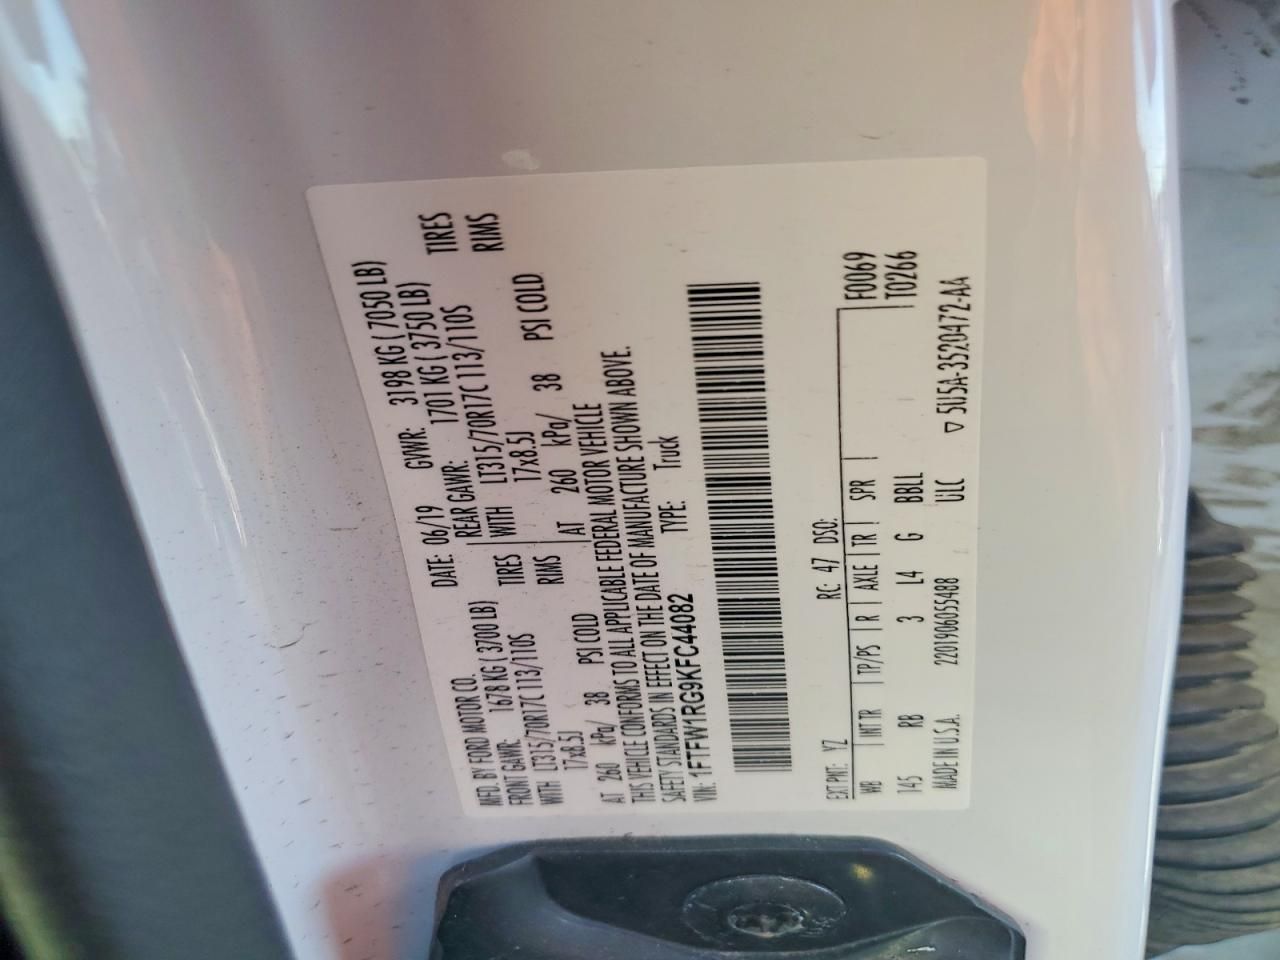 MFD. BY FORD MOTOR CO.
DATE: 06/19 GVWR: 3198 KG ( 7050 LB)
FRONT GAWR: 1678 KG ( 3700 LB) REAR GAWR: 1701 KG ( 3750 LB)
WITH LT315/70R17C 113/110S TIRES WITH LT315/70R17C 113/110S TIRES
17x8.5J RIMS 17x8.5J RIMS
AT 260 kPa/ 38 PSI COLD AT 260 kPa/ 38 PSI COLD
THIS VEHICLE CONFORMS TO ALL APPLICABLE FEDERAL MOTOR VEHICLE
SAFETY STANDARDS IN EFFECT ON THE DATE OF MANUFACTURE SHOWN ABOVE.
VIN: 1FTFW1RG9KFC44082 TYPE: Truck
F0069
EXT PNT: YZ RC: 47 DSO: T0266
WB INT TR TP/PS R AXLE TR SPR
145 RB 3 L4 G BBLL
MADE IN U.S.A. 2201906055488 ULC ▽ 5U5A-3520472-AA